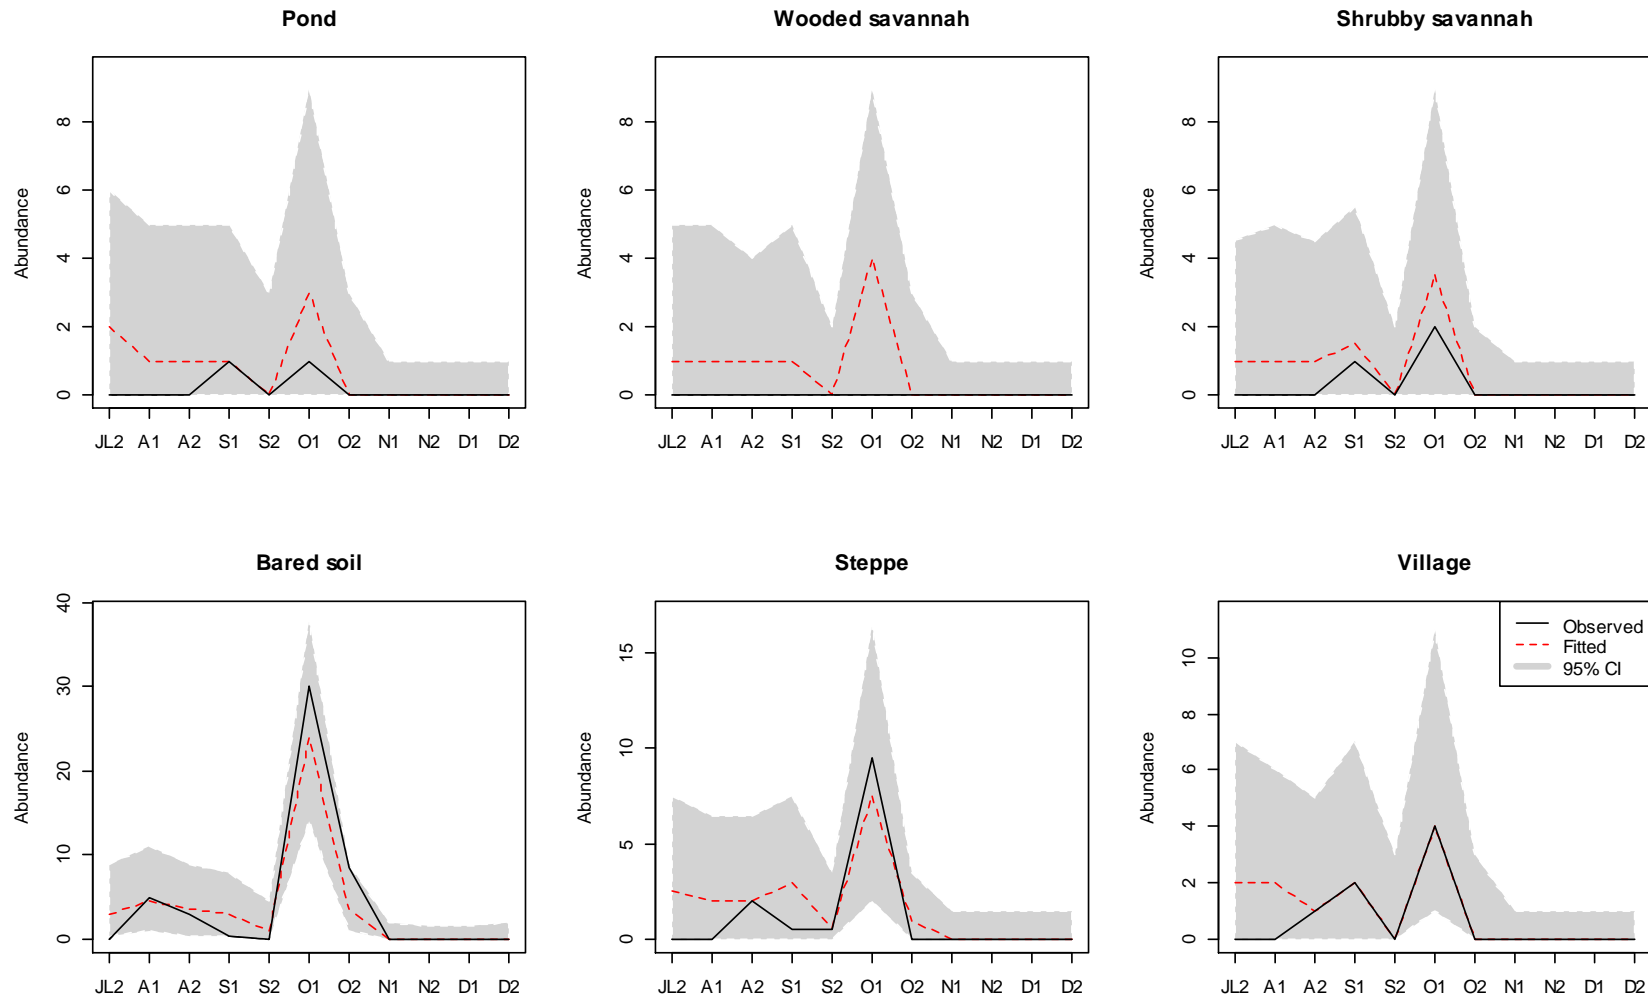 Pond
Wooded savannah
Shrubby savannah
Abundance
8
6
4
2
0
JL2 A1 A2 S1 S2 O1 O2 N1 N2 D1 D2
Abundance
8
6
4
2
0
JL2 A1 A2 S1 S2 O1 O2 N1 N2 D1 D2
Abundance
8
6
4
2
0
JL2 A1 A2 S1 S2 O1 O2 N1 N2 D1 D2
Bared soil
Steppe
Village
Abundance
40
30
20
10
0
JL2 A1 A2 S1 S2 O1 O2 N1 N2 D1 D2
Abundance
15
10
5
0
JL2 A1 A2 S1 S2 O1 O2 N1 N2 D1 D2
Abundance
10
8
6
4
2
0
JL2 A1 A2 S1 S2 O1 O2 N1 N2 D1 D2
Observed
Fitted
95% CI